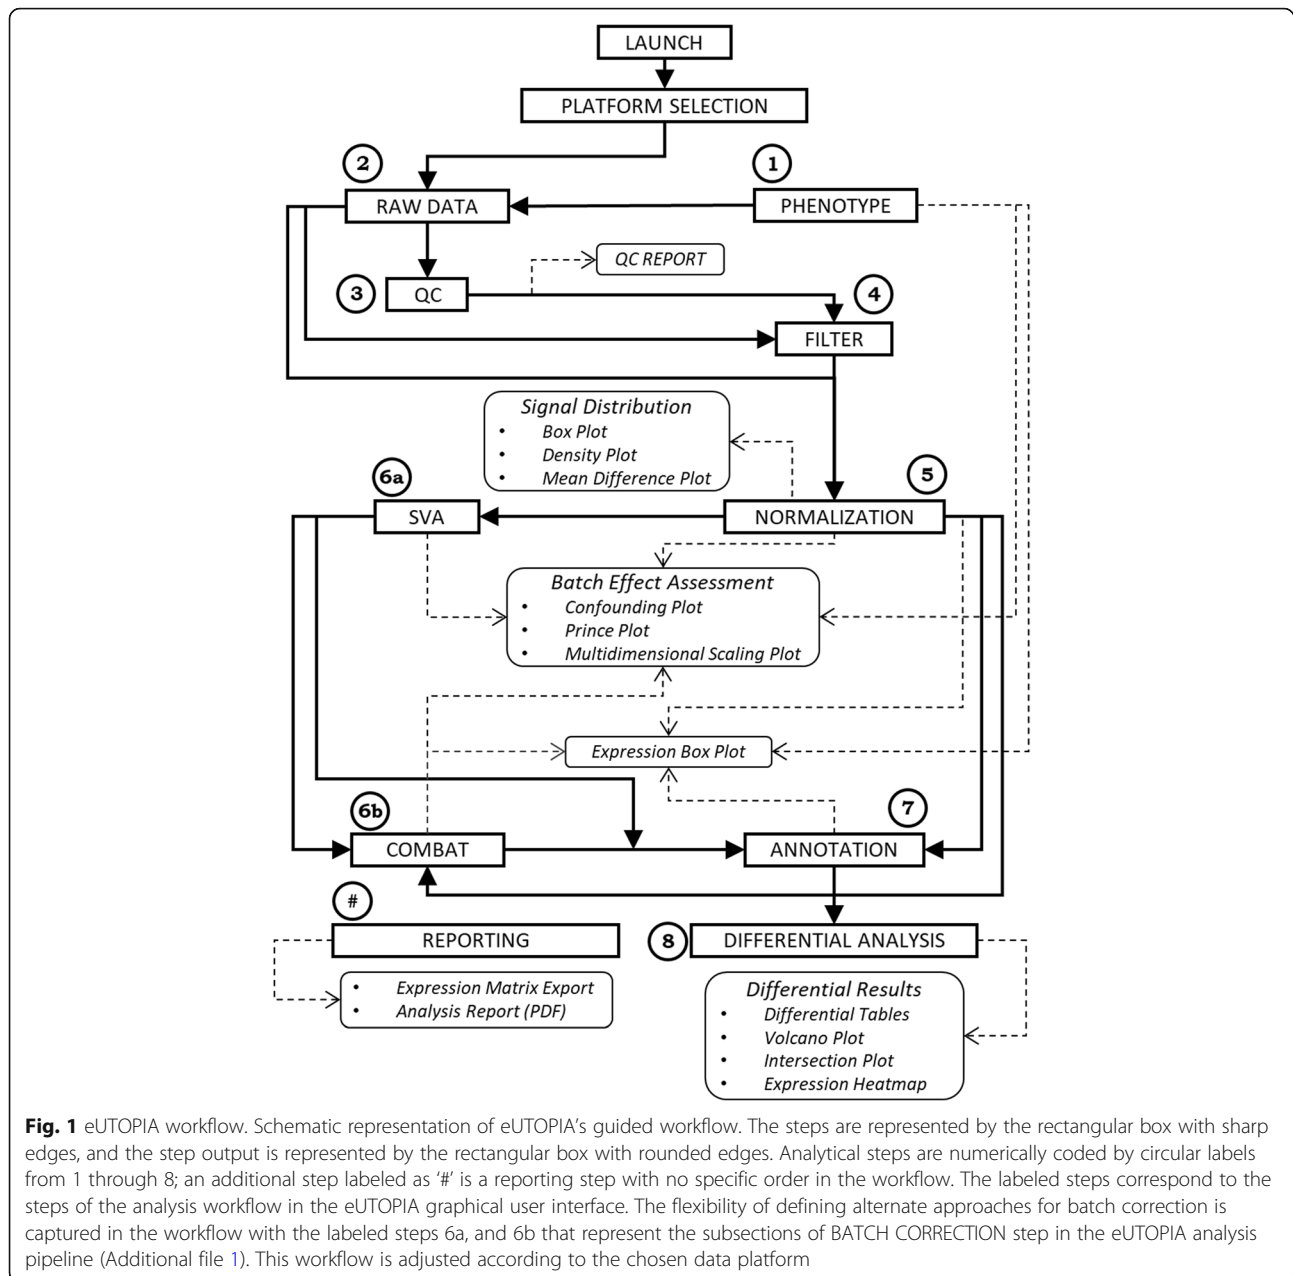 LAUNCH
PLATFORM SELECTION
2
1
RAW DATA
PHENOTYPE
QC REPORT
3
QC
4
FILTER
Signal Distribution
• Box Plot
• Density Plot
• Mean Difference Plot
6a
5
SVA
NORMALIZATION
Batch Effect Assessment
• Confounding Plot
• Prince Plot
• Multidimensional Scaling Plot
Expression Box Plot
6b
7
COMBAT
ANNOTATION
#
REPORTING
8
DIFFERENTIAL ANALYSIS
• Expression Matrix Export
• Analysis Report (PDF)
Differential Results
• Differential Tables
• Volcano Plot
• Intersection Plot
• Expression Heatmap
Fig. 1 eUTOPIA workflow. Schematic representation of eUTOPIA's guided workflow. The steps are represented by the rectangular box with sharp
edges, and the step output is represented by the rectangular box with rounded edges. Analytical steps are numerically coded by circular labels
from 1 through 8; an additional step labeled as '#' is a reporting step with no specific order in the workflow. The labeled steps correspond to the
steps of the analysis workflow in the eUTOPIA graphical user interface. The flexibility of defining alternate approaches for batch correction is
captured in the workflow with the labeled steps 6a, and 6b that represent the subsections of BATCH CORRECTION step in the eUTOPIA analysis
pipeline (Additional file 1). This workflow is adjusted according to the chosen data platform